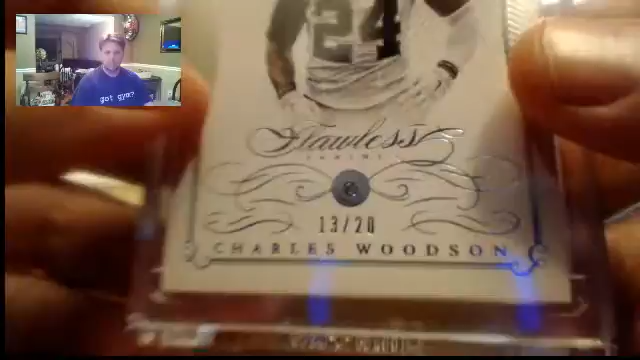 got gym?
24
Flawless
PANINI
13/20
CHARLES WOODSON